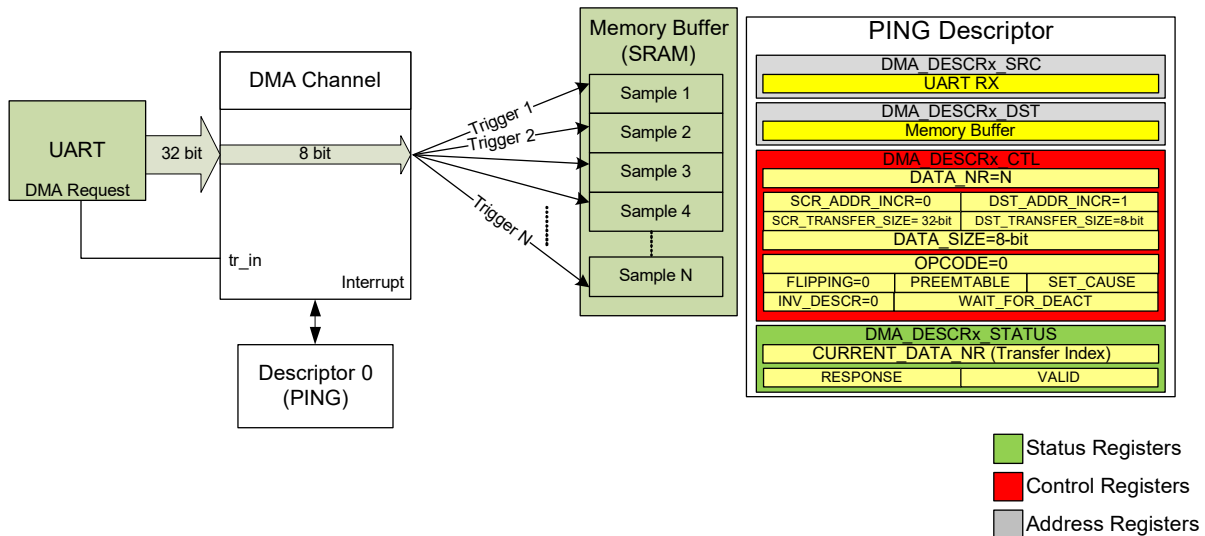 UART
DMA Request
32 bit
DMA Channel
8 bit
tr_in
Interrupt
Descriptor 0
(PING)
Trigger 1
Trigger 2
Trigger N
Memory Buffer
(SRAM)
Sample 1
Sample 2
Sample 3
Sample 4
Sample N
PING Descriptor
DMA_DESCRx_SRC
UART RX
DMA_DESCRx_DST
Memory Buffer
DMA_DESCRx_CTL
DATA_NR=N
SCR_ADDR_INCR=0 DST_ADDR_INCR=1
SCR_TRANSFER_SIZE= 32-bit DST_TRANSFER_SIZE=8-bit
DATA_SIZE=8-bit
OPCODE=0
FLIPPING=0 PREEMTABLE SET_CAUSE
INV_DESCR=0 WAIT_FOR_DEACT
DMA_DESCRx_STATUS
CURRENT_DATA_NR (Transfer Index)
RESPONSE VALID
Status Registers
Control Registers
Address Registers